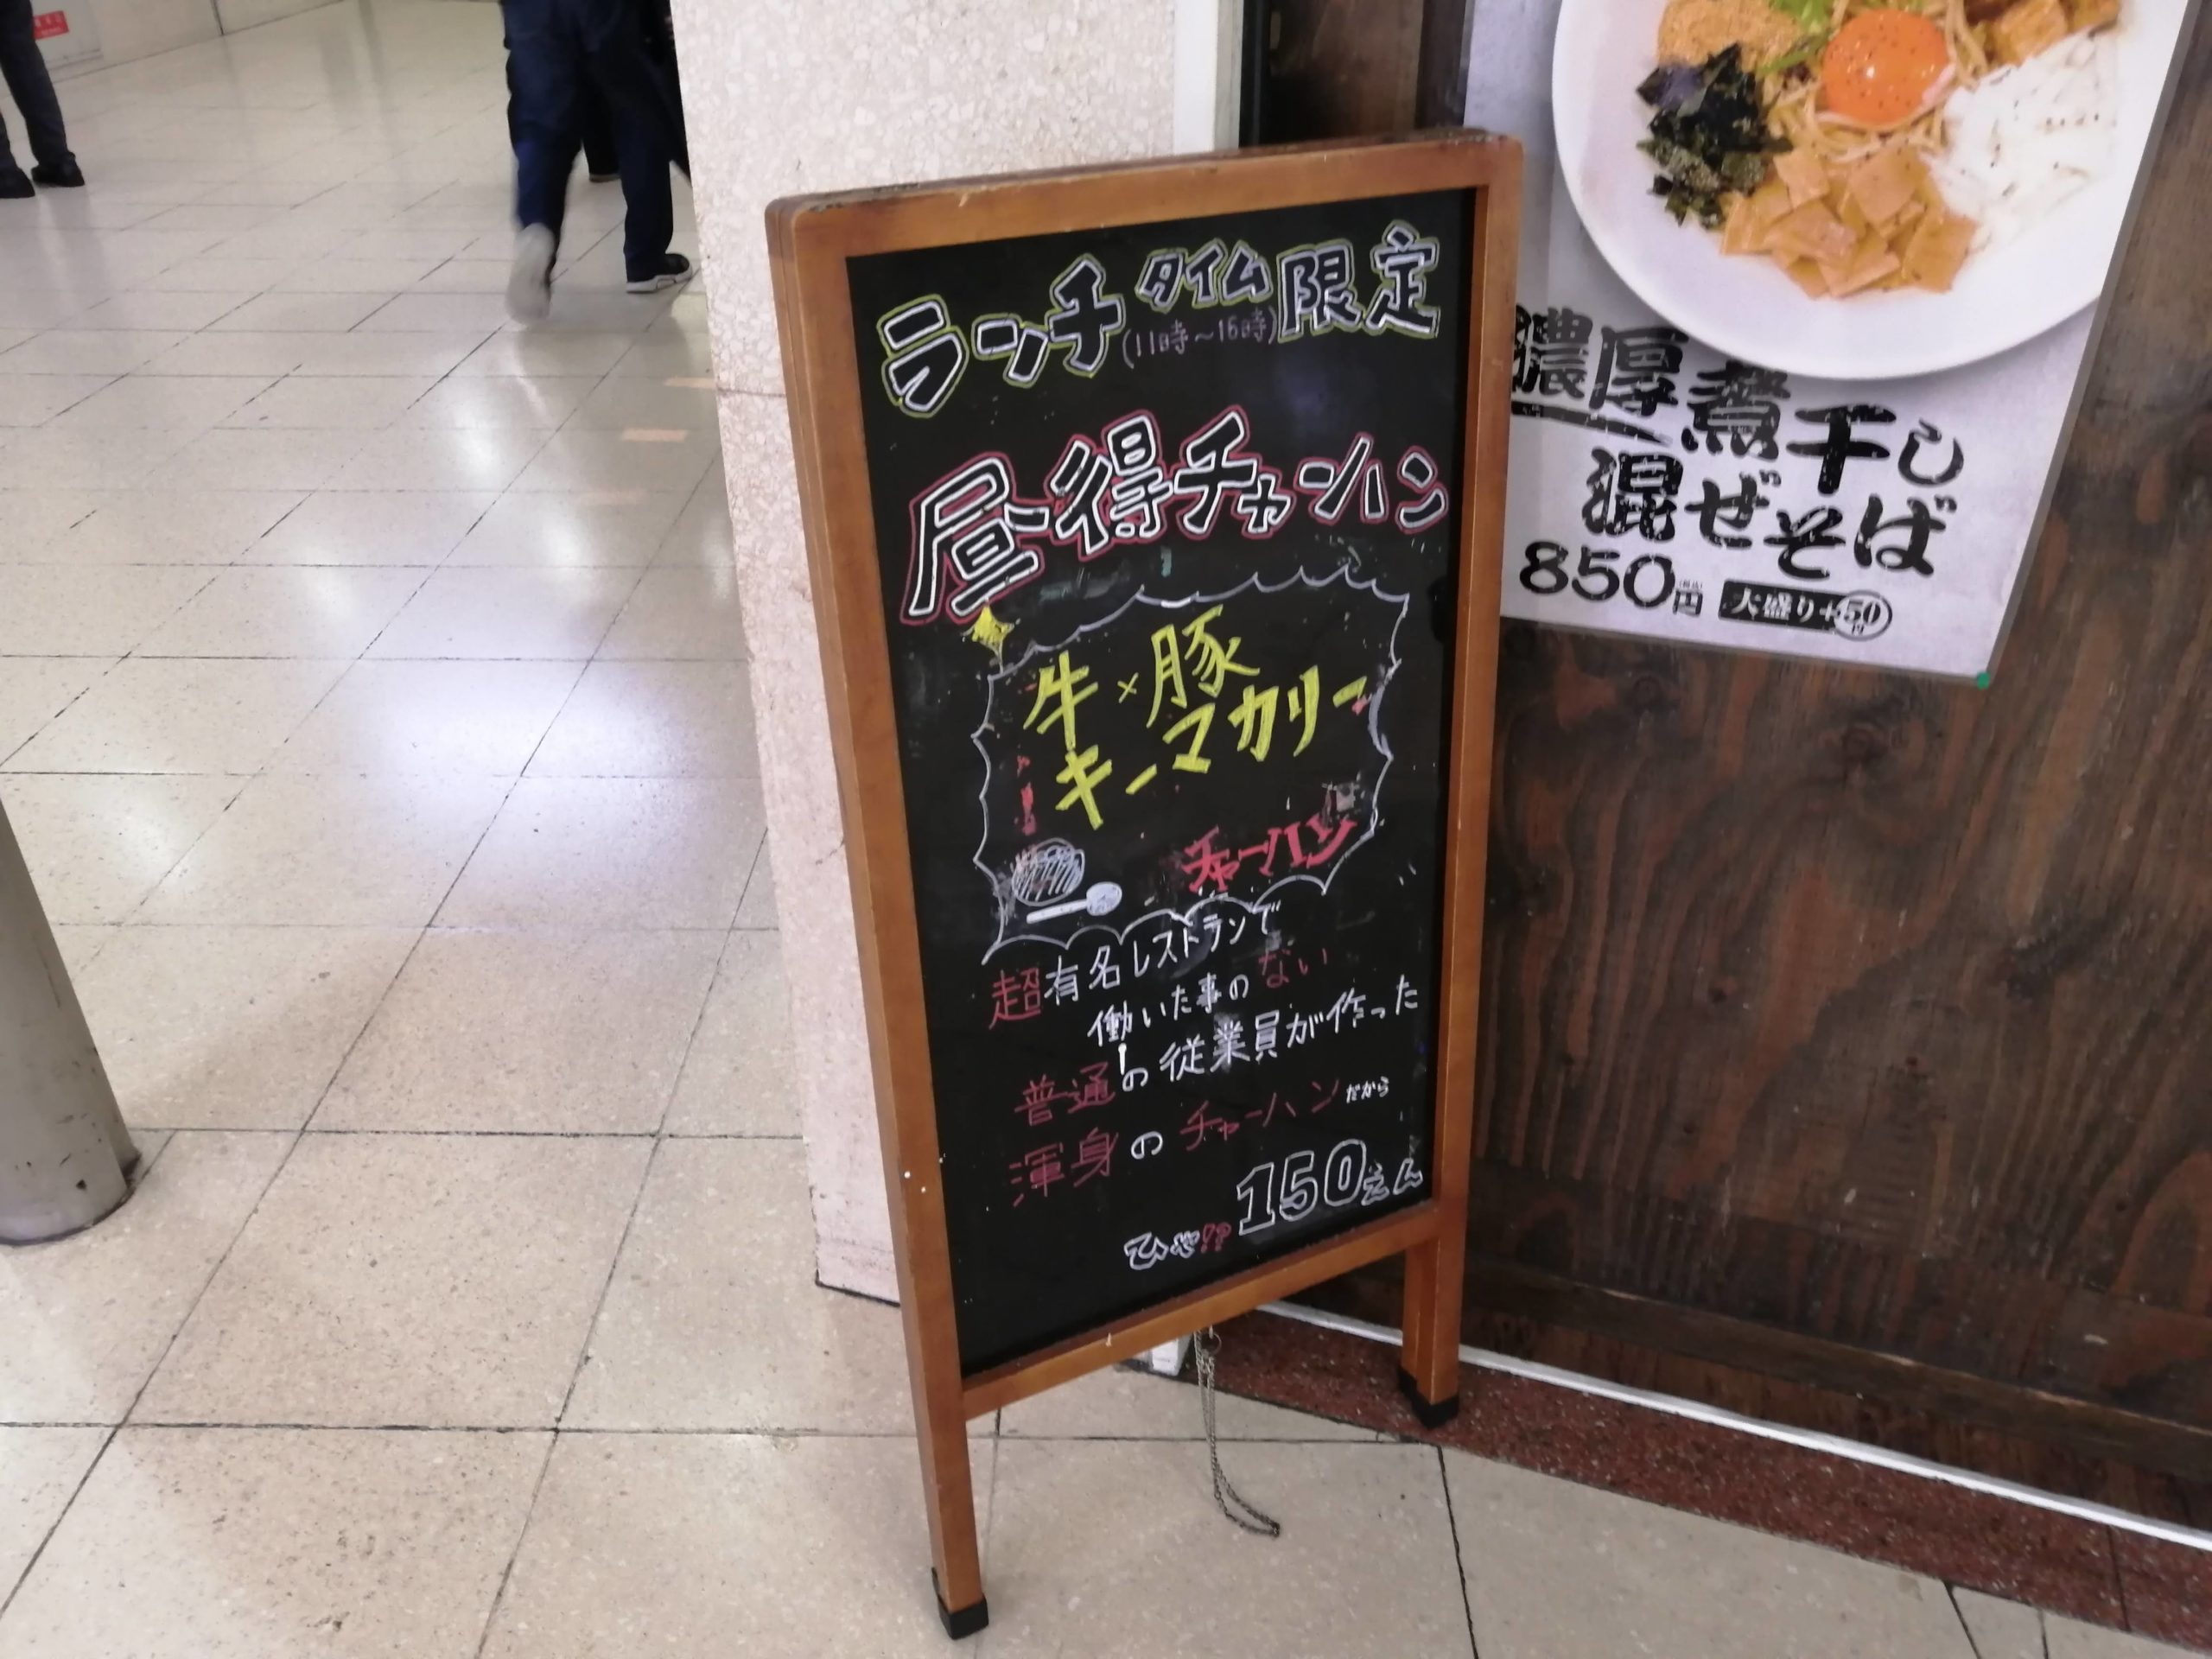 ランチタイム限定
(11時~16時)
昼得チャーハン
牛×豚
キーマカリー
チャーハン
超有名レストランで
働いた事のない
普通の従業員が作った
渾身のチャーハンだから
150えん
濃厚煮干し
混ぜそば
850円
大盛り+50円